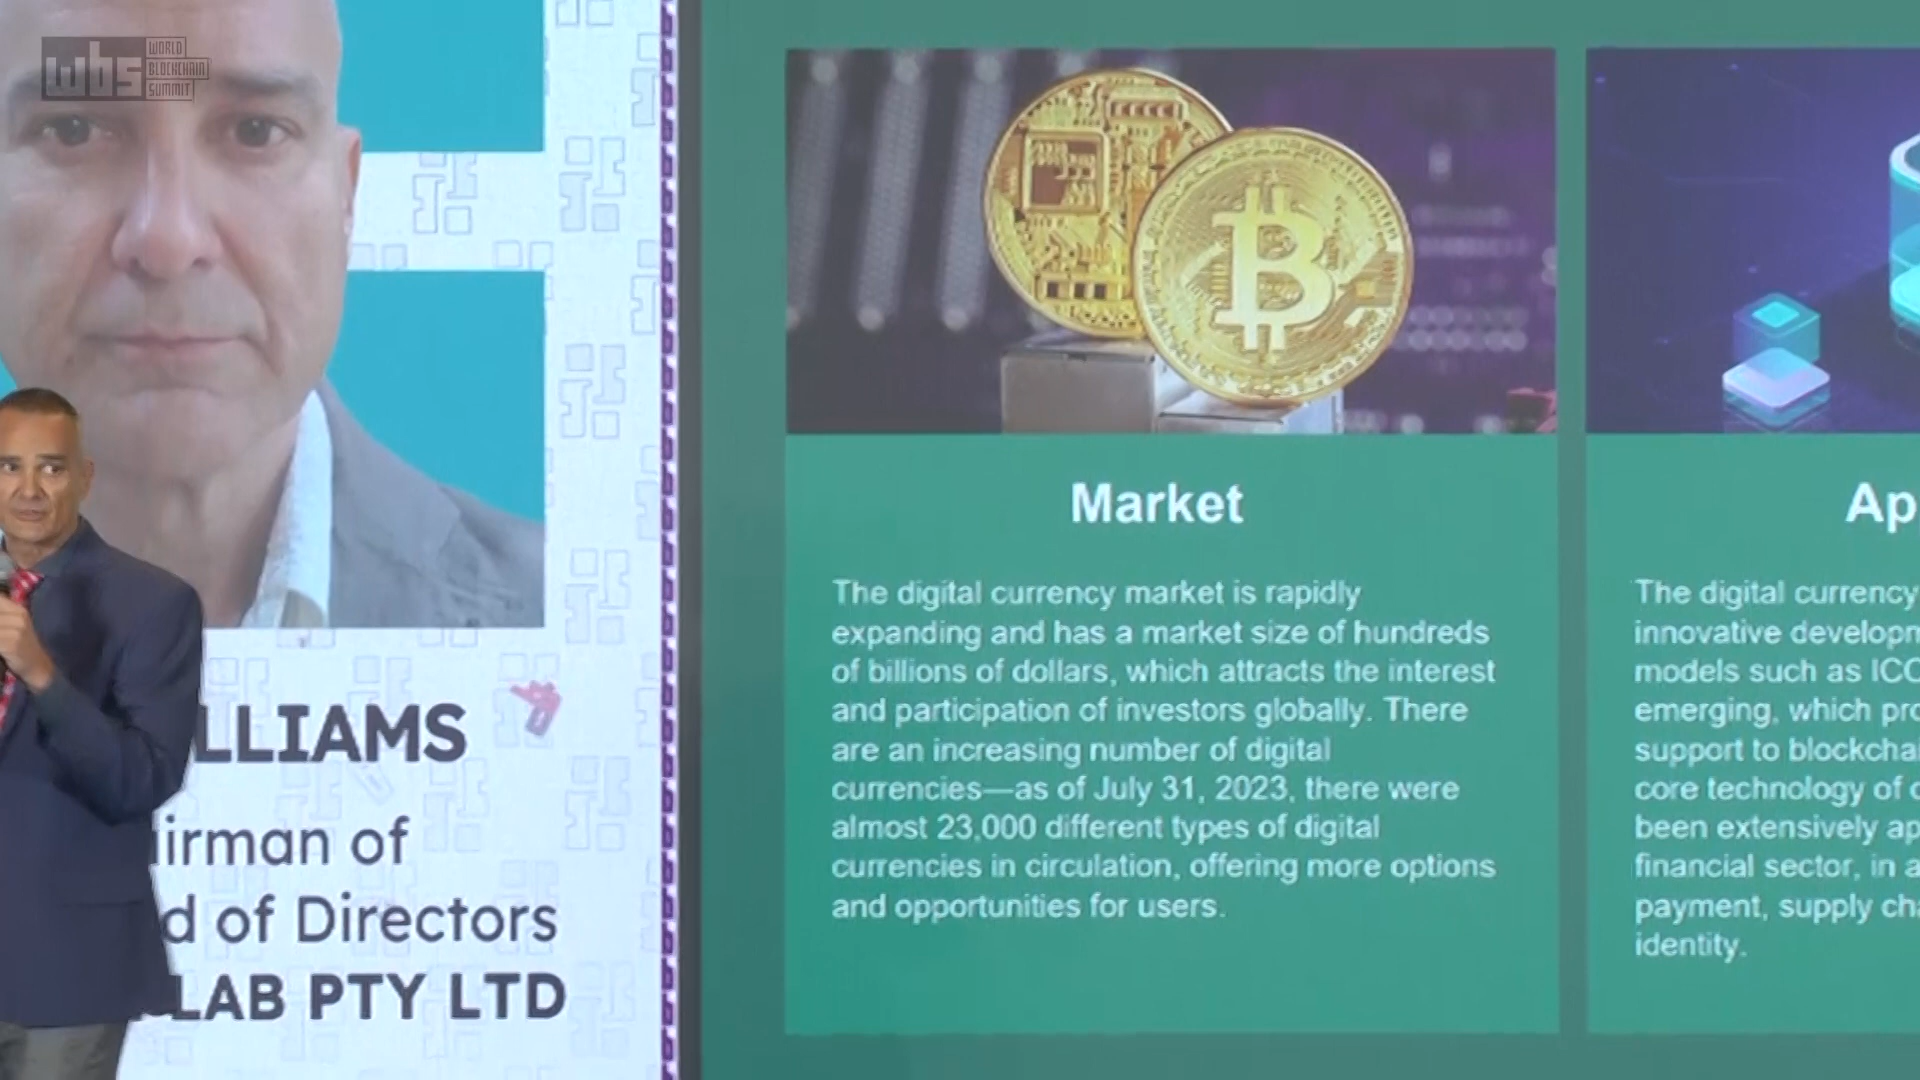 wbs WORLD
BLOCKCHAIN
SUMMIT
LLIAMS
irman of
d of Directors
LAB PTY LTD
Market
The digital currency market is rapidly
expanding and has a market size of hundreds
of billions of dollars, which attracts the interest
and participation of investors globally. There
are an increasing number of digital
currencies—as of July 31, 2023, there were
almost 23,000 different types of digital
currencies in circulation, offering more options
and opportunities for users.
Ap
The digital currency
innovative developm
models such as ICO
emerging, which pro
support to blockcha
core technology of
been extensively ap
financial sector, in a
payment, supply cha
identity.